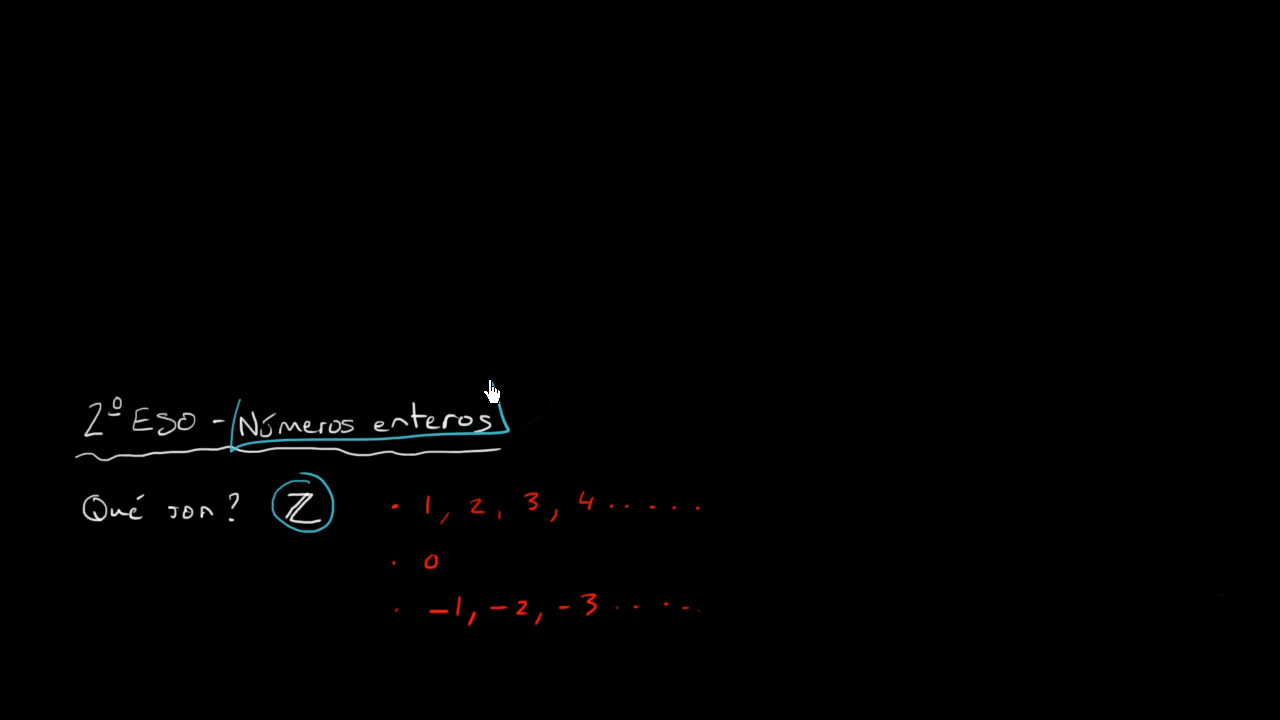 2º ESO - Números enteros
Qué son? ℤ · 1, 2, 3, 4 . . . . .
· 0
· -1, -2, -3 . . . . .